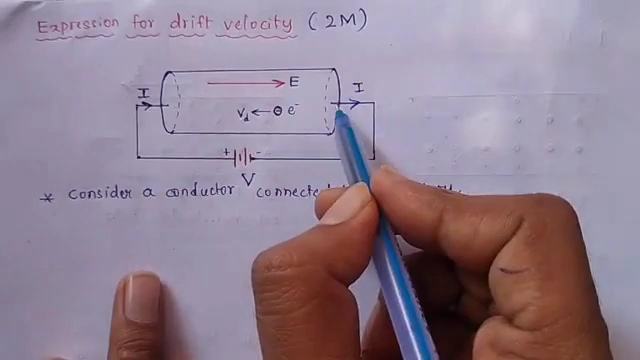 Expression for drift velocity (2M)
E
I
I
Vd ← ⊖ e⁻
+ -
V
* Consider a conductor connected